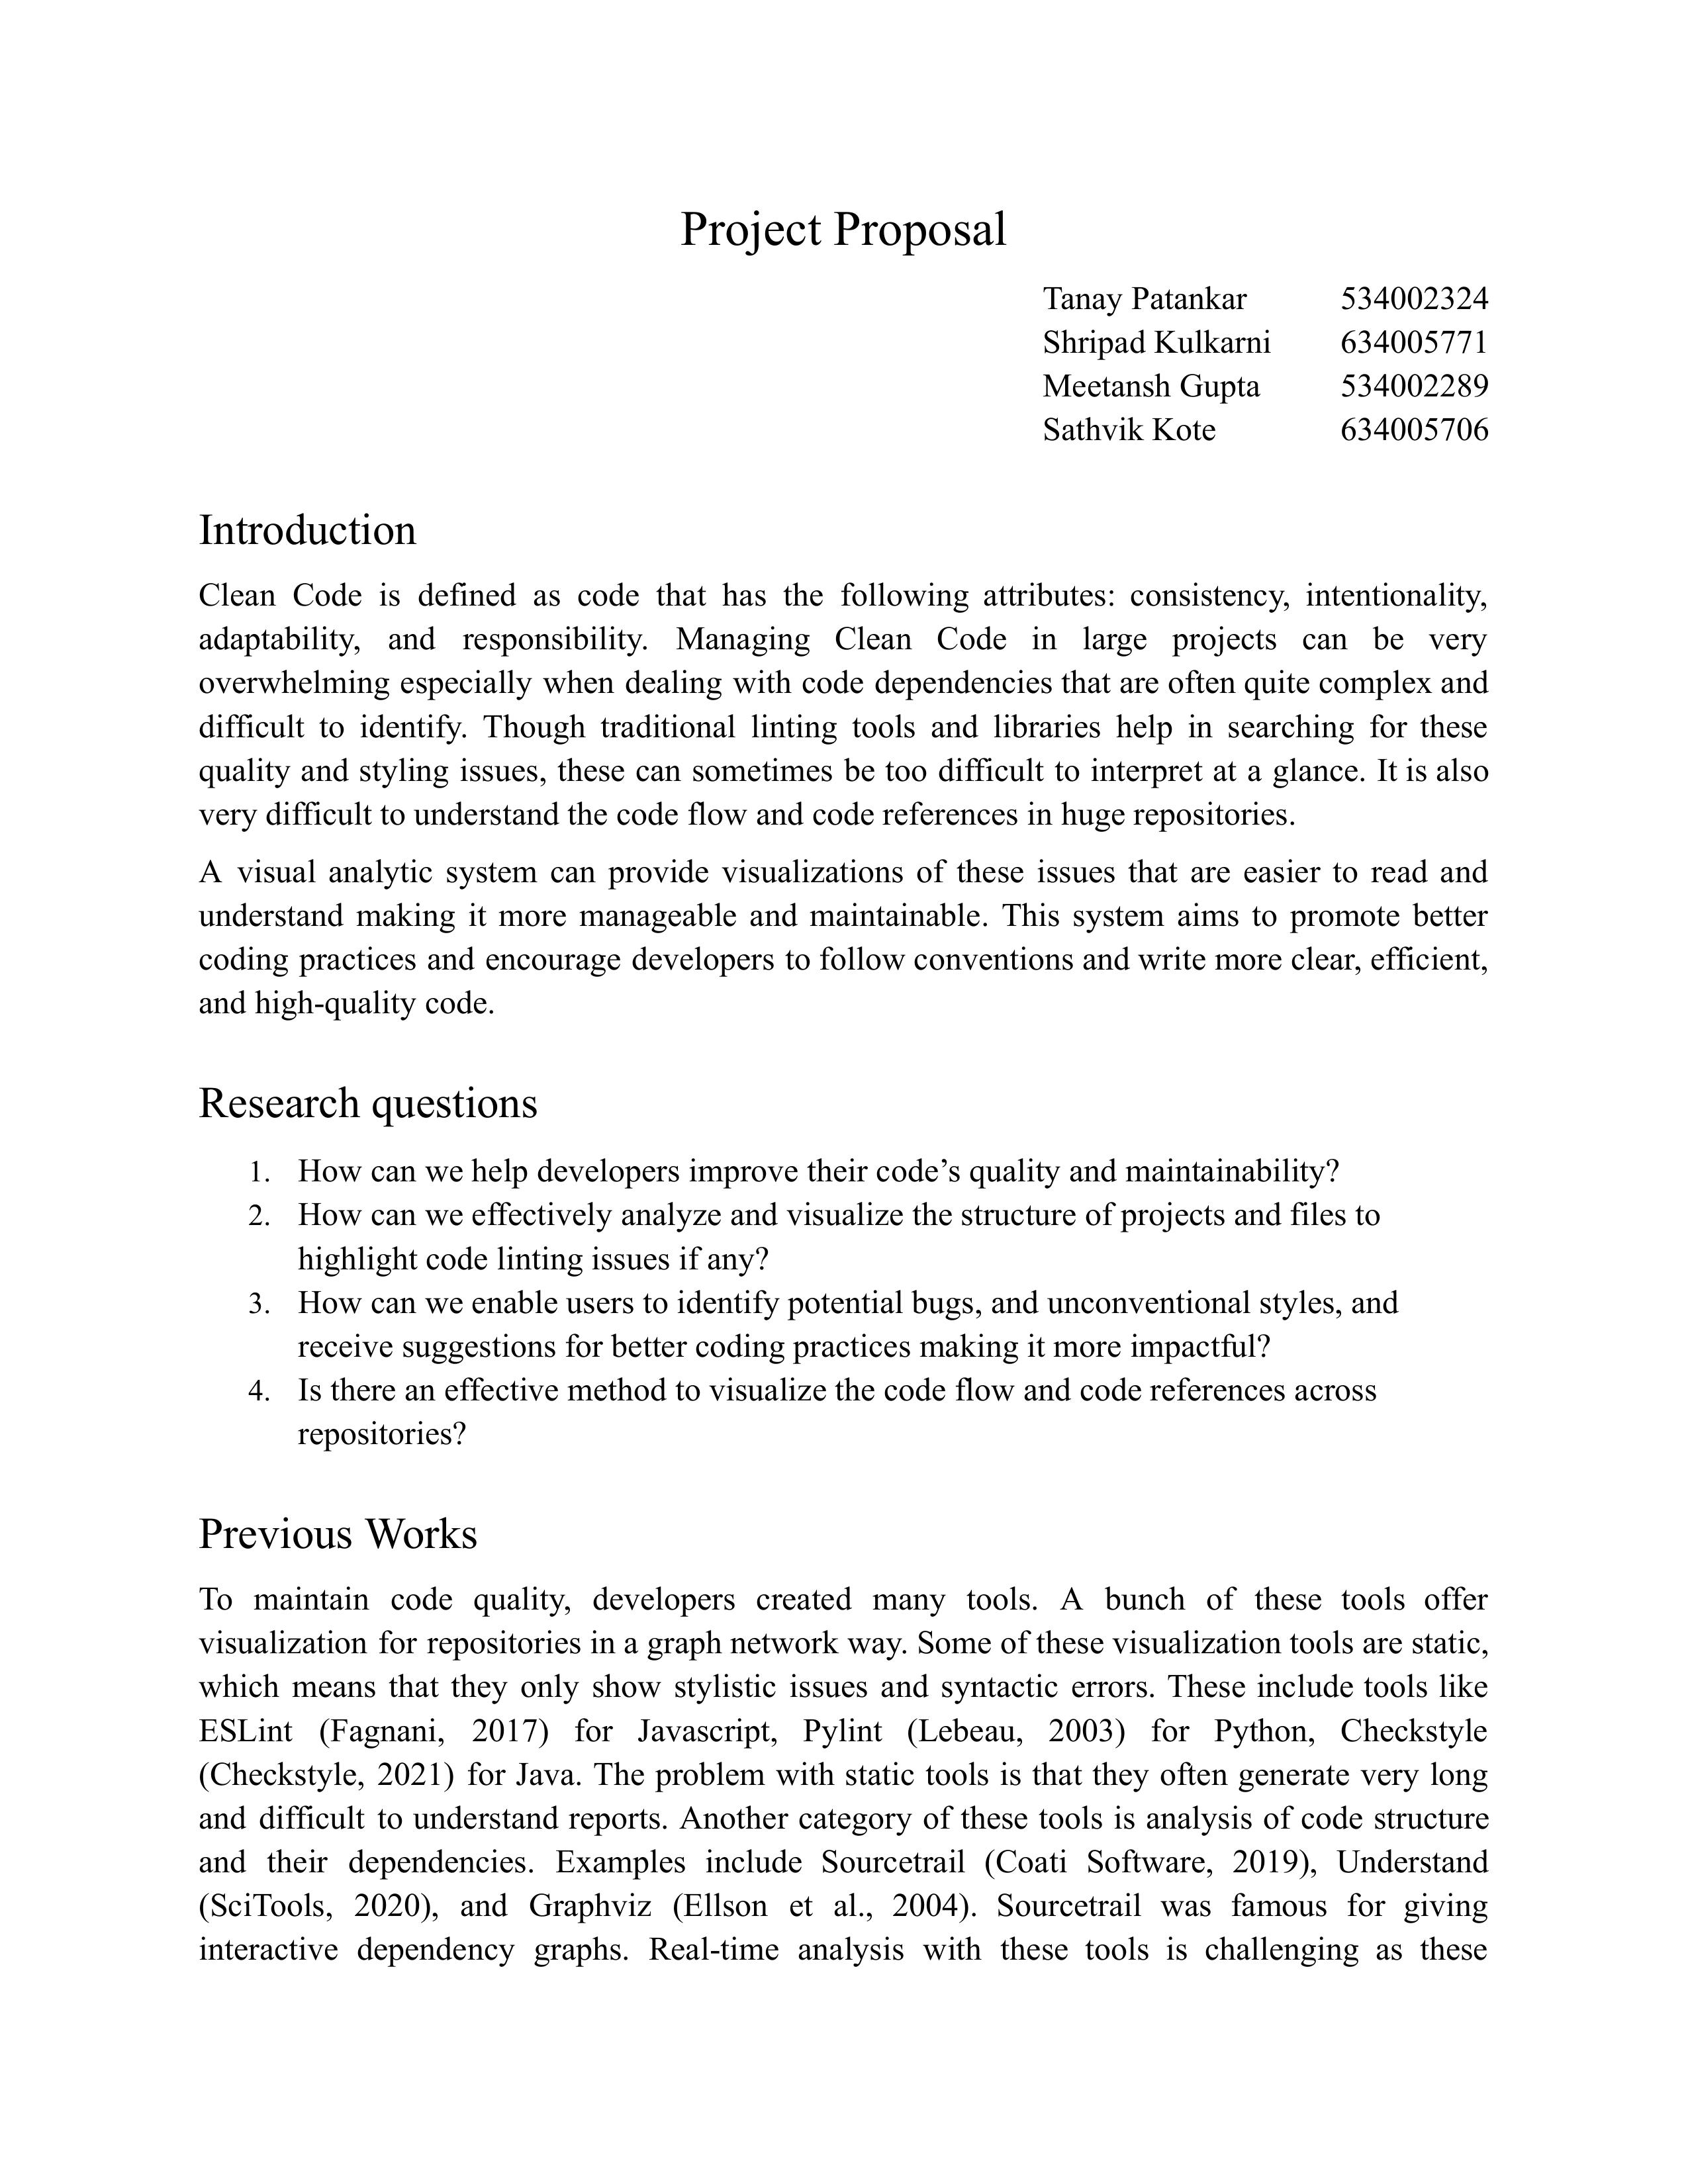 Project Proposal
Tanay Patankar 534002324
Shripad Kulkarni 634005771
Meetansh Gupta 534002289
Sathvik Kote 634005706
Introduction
Clean Code is defined as code that has the following attributes: consistency, intentionality,
adaptability, and responsibility. Managing Clean Code in large projects can be very
overwhelming especially when dealing with code dependencies that are often quite complex and
difficult to identify. Though traditional linting tools and libraries help in searching for these
quality and styling issues, these can sometimes be too difficult to interpret at a glance. It is also
very difficult to understand the code flow and code references in huge repositories.
A visual analytic system can provide visualizations of these issues that are easier to read and
understand making it more manageable and maintainable. This system aims to promote better
coding practices and encourage developers to follow conventions and write more clear, efficient,
and high-quality code.
Research questions
1. How can we help developers improve their code’s quality and maintainability?
2. How can we effectively analyze and visualize the structure of projects and files to
highlight code linting issues if any?
3. How can we enable users to identify potential bugs, and unconventional styles, and
receive suggestions for better coding practices making it more impactful?
4. Is there an effective method to visualize the code flow and code references across
repositories?
Previous Works
To maintain code quality, developers created many tools. A bunch of these tools offer
visualization for repositories in a graph network way. Some of these visualization tools are static,
which means that they only show stylistic issues and syntactic errors. These include tools like
ESLint (Fagnani, 2017) for Javascript, Pylint (Lebeau, 2003) for Python, Checkstyle
(Checkstyle, 2021) for Java. The problem with static tools is that they often generate very long
and difficult to understand reports. Another category of these tools is analysis of code structure
and their dependencies. Examples include Sourcetrail (Coati Software, 2019), Understand
(SciTools, 2020), and Graphviz (Ellson et al., 2004). Sourcetrail was famous for giving
interactive dependency graphs. Real-time analysis with these tools is challenging as these